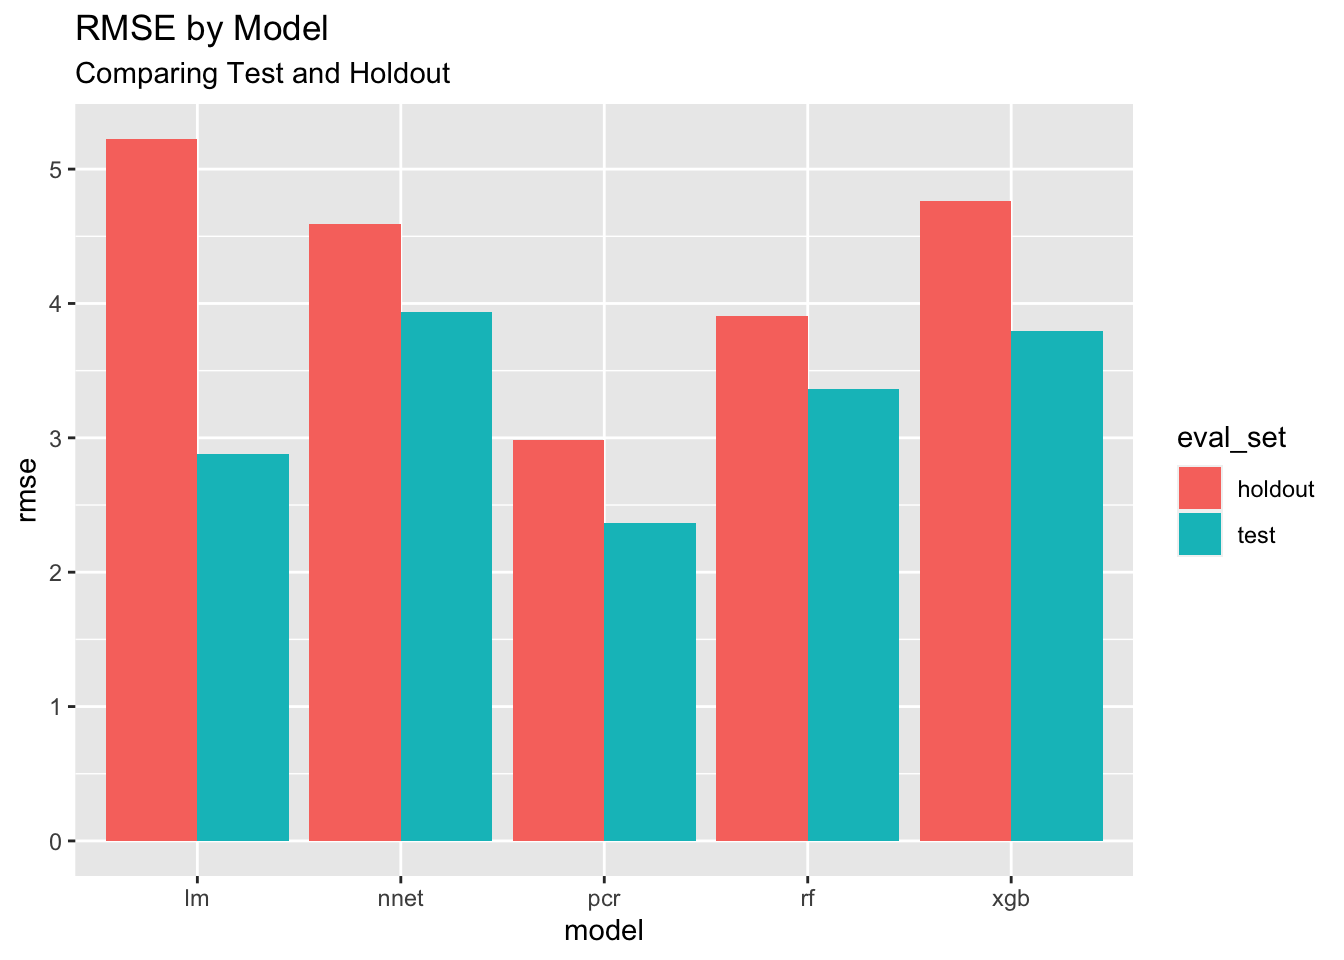 RMSE by Model
Comparing Test and Holdout
5
4
3
2
1
0
rmse
lm
nnet
pcr
rf
xgb
model
eval_set
holdout
test